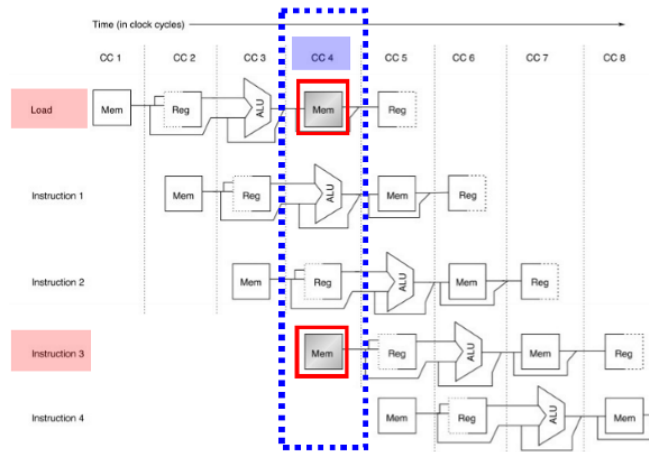 Time (in clock cycles)
CC 1 CC 2 CC 3 CC 4 CC 5 CC 6 CC 7 CC 8
Load Mem Reg ALU Mem Reg
Instruction 1 Mem Reg ALU Mem Reg
Instruction 2 Mem Reg ALU Mem Reg
Instruction 3 Mem Reg ALU Mem Reg
Instruction 4 Mem Reg ALU Mem